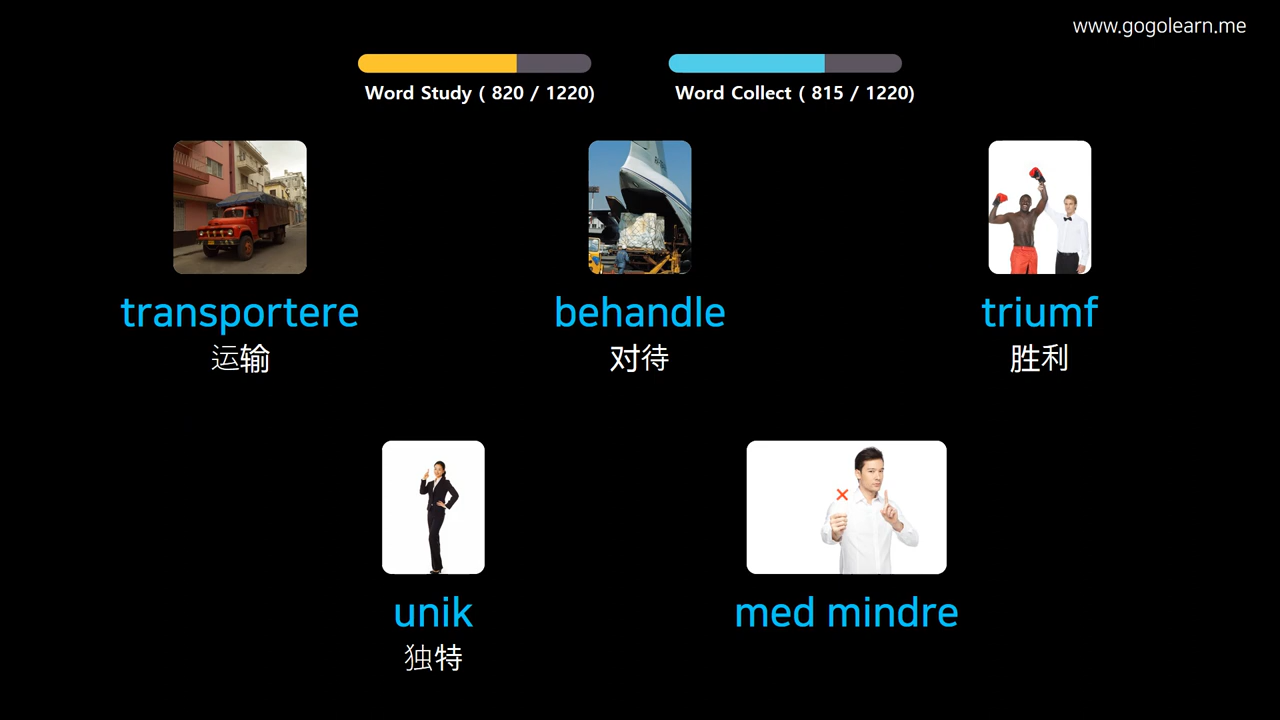 www.gogolearn.me
Word Study ( 820 / 1220)
Word Collect ( 815 / 1220)
transportere
运输
behandle
对待
triumf
胜利
unik
独特
med mindre